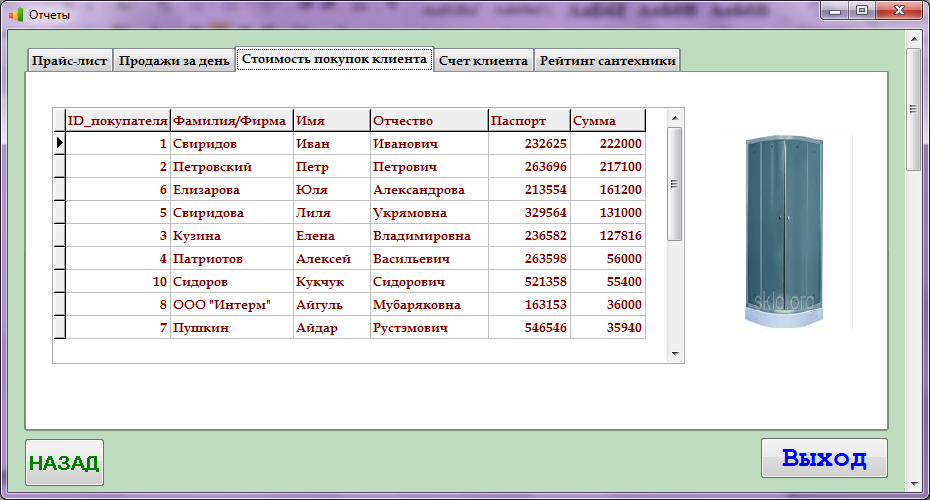 Отчеты
Прайс-лист Продажи за день Стоимость покупок клиента Счет клиента Рейтинг сантехники
ID_покупателя Фамилия/Фирма Имя Отчество Паспорт Сумма
1 Свиридов Иван Иванович 232625 222000
2 Петровский Петр Петрович 263696 217100
6 Елизарова Юля Александрова 213554 161200
5 Свиридова Лиля Укрямовна 329564 131000
3 Кузина Елена Владимировна 236582 127816
4 Патриотов Алексей Васильевич 263598 56000
10 Сидоров Кукчук Сидорович 521358 55400
8 ООО "Интерм" Айгуль Мубаряковна 163153 36000
7 Пушкин Айдар Рустэмович 546546 35940
sklo.org
НАЗАД Выход